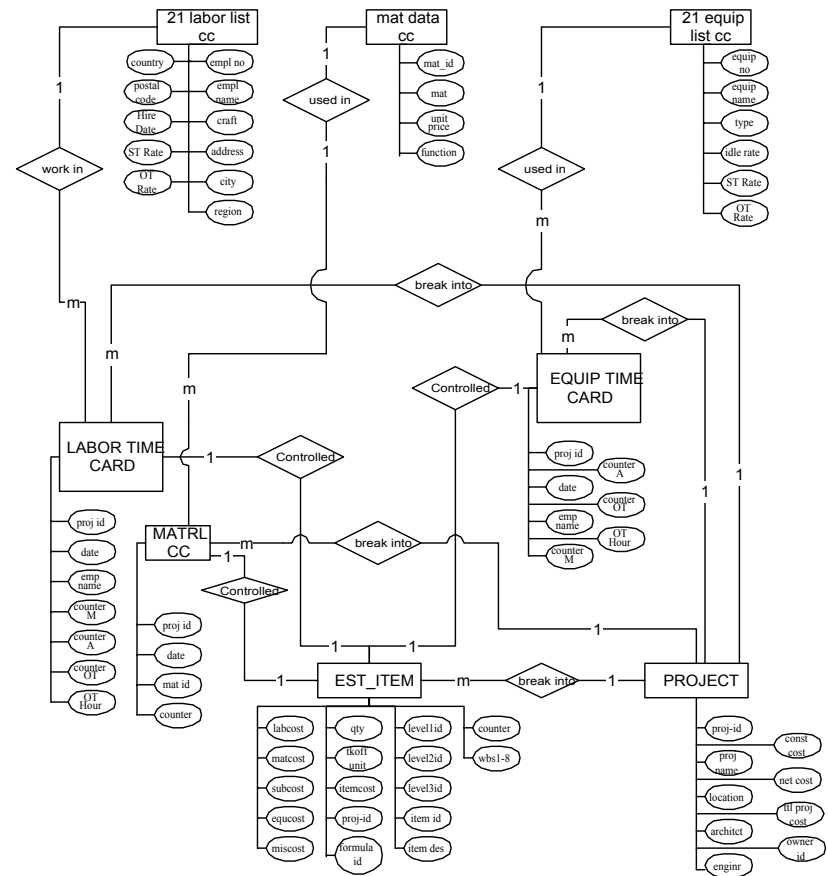 21 labor list
cc
mat data
cc
21 equip
list cc
country
empl no
postal
code
empl
name
Hire
Date
craft
ST Rate
address
OT
Rate
city
region
mat_id
mat
unit
price
function
equip
no
equip
name
type
idle rate
ST Rate
OT
Rate
1
work in
m
1
used in
1
m
1
used in
m
break into
m
1
break into
m
1
LABOR TIME
CARD
1
Controlled
1
EQUIP TIME
CARD
1
Controlled
1
MATRL
CC
m
break into
1
1
Controlled
1
proj id
date
emp
name
counter
M
counter
A
counter
OT
OT
Hour
proj id
date
mat id
counter
proj id
counter
A
date
counter
OT
emp
name
OT
Hour
counter
M
EST_ITEM
m
break into
1
PROJECT
labcost
matcost
subcost
equcost
miscost
qty
tkoff
unit
itemcost
proj-id
formula
id
level1id
level2id
level3id
item id
item des
counter
wbs1-8
proj-id
const
cost
proj
name
net cost
location
ttl proj
cost
architct
owner
id
enginr